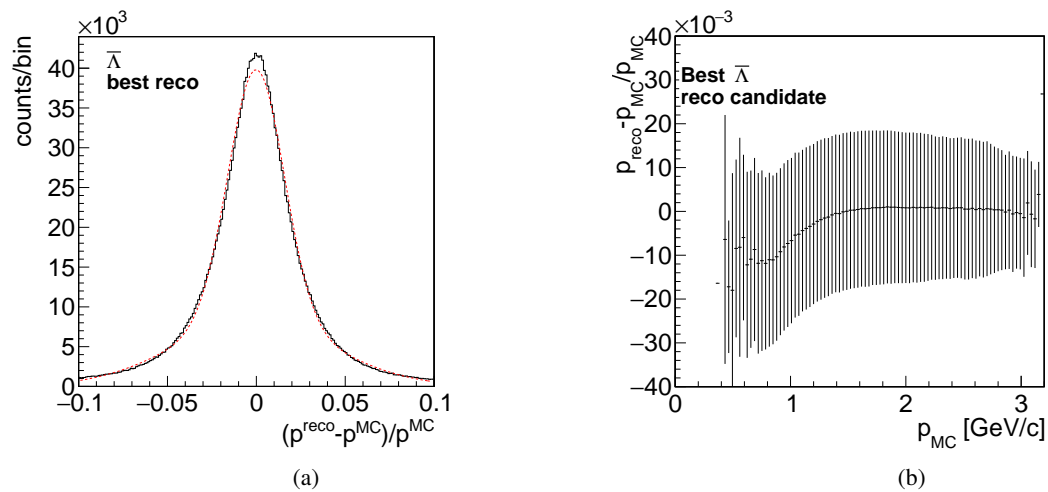 ×10³
counts/bin
Λ̅
best reco
40
35
30
25
20
15
10
5
0
−0.1
−0.05
0
0.05
0.1
(p^reco-p^MC)/p^MC
(a)
×10⁻³
p_reco-p_MC/p_MC
Best Λ̅
reco candidate
40
30
20
10
0
−10
−20
−30
−40
0
1
2
3
p_MC [GeV/c]
(b)